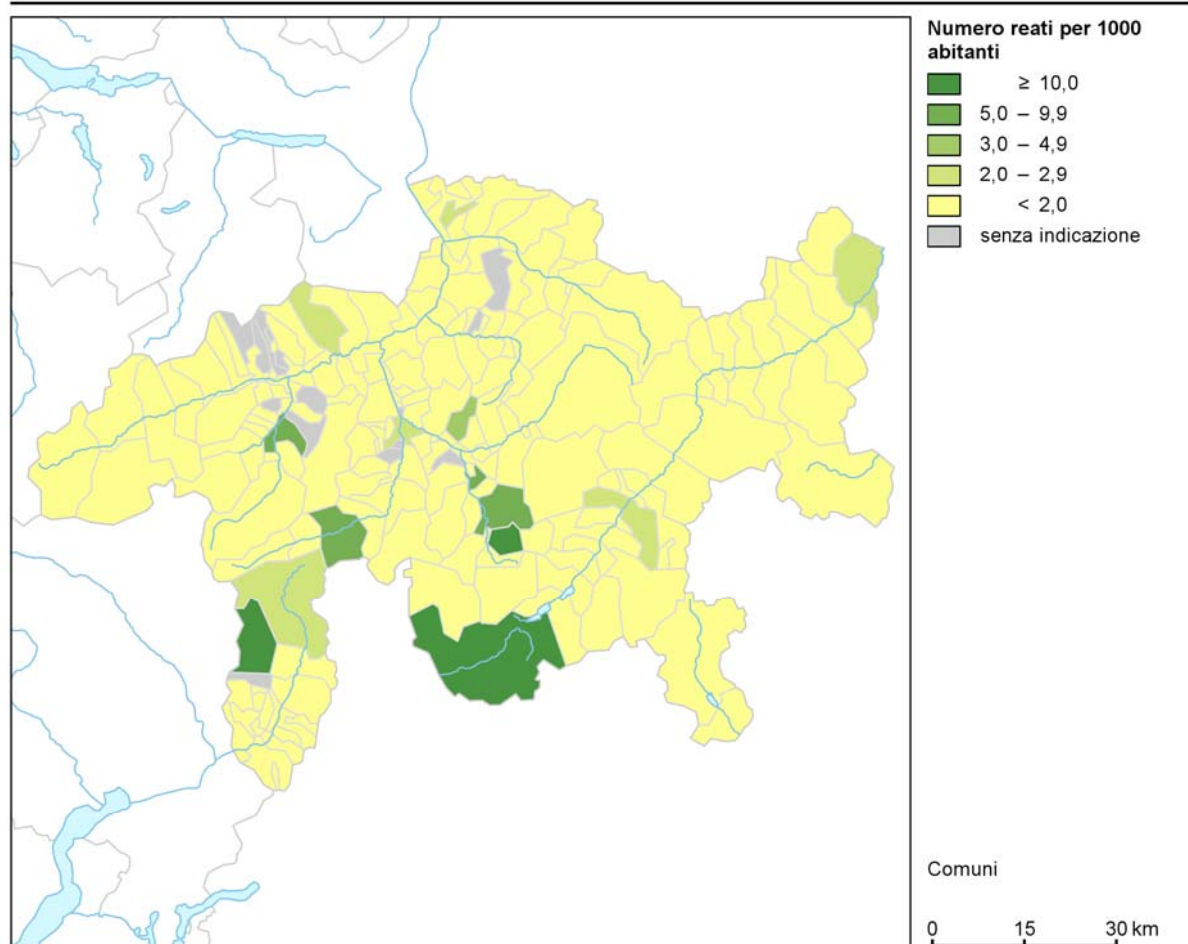 Numero reati per 1000
abitanti
≥ 10,0
5,0 – 9,9
3,0 – 4,9
2,0 – 2,9
< 2,0
senza indicazione
Comuni
0 15 30 km